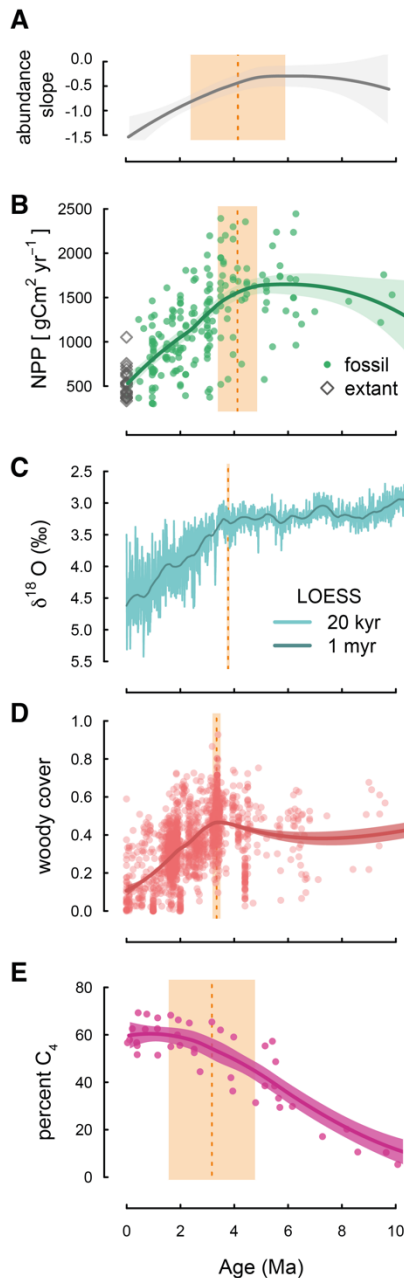 A
abundance
slope
0.0
-0.5
-1.0
-1.5
B
NPP [ gCm² yr⁻¹ ]
2500
2000
1500
1000
500
fossil
extant
C
δ¹⁸ O (‰)
2.5
3.0
3.5
4.0
4.5
5.0
5.5
LOESS
20 kyr
1 myr
D
woody cover
1.0
0.8
0.6
0.4
0.2
0.0
E
percent C₄
80
60
40
20
0
0 2 4 6 8 10
Age (Ma)